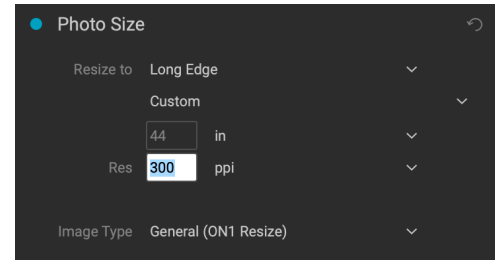 Photo Size
Resize to Long Edge
Custom
44 in
Res 300 ppi
Image Type General (ON1 Resize)